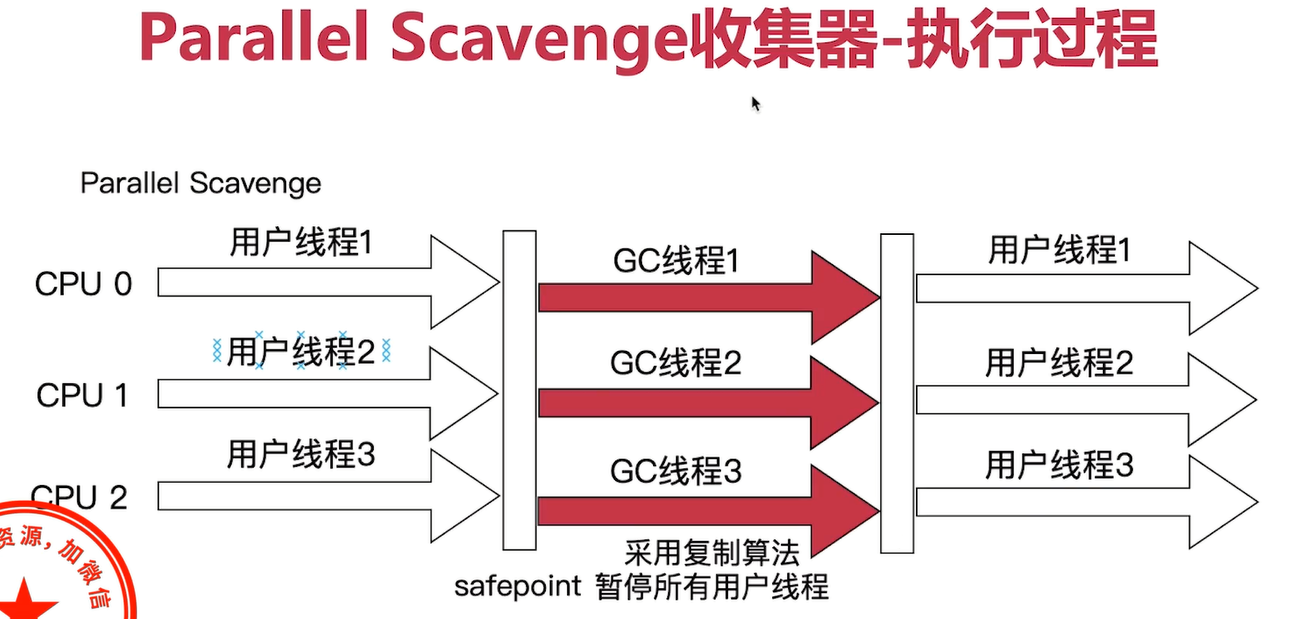 Parallel Scavenge收集器-执行过程
Parallel Scavenge
用户线程1
GC线程1
用户线程1
CPU 0
用户线程2
GC线程2
用户线程2
CPU 1
用户线程3
GC线程3
用户线程3
CPU 2
采用复制算法
safepoint 暂停所有用户线程
资源，加微信